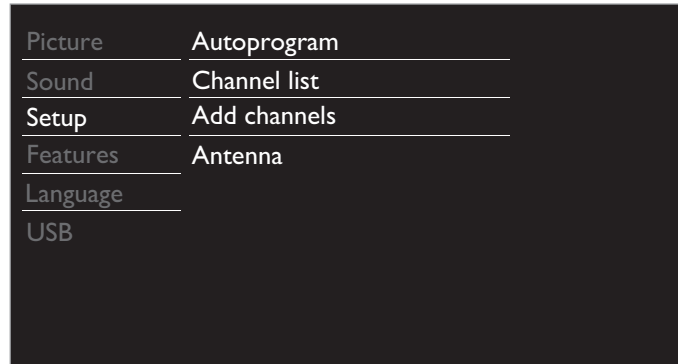 Picture
Sound
Setup
Features
Language
USB
Autoprogram
Channel list
Add channels
Antenna